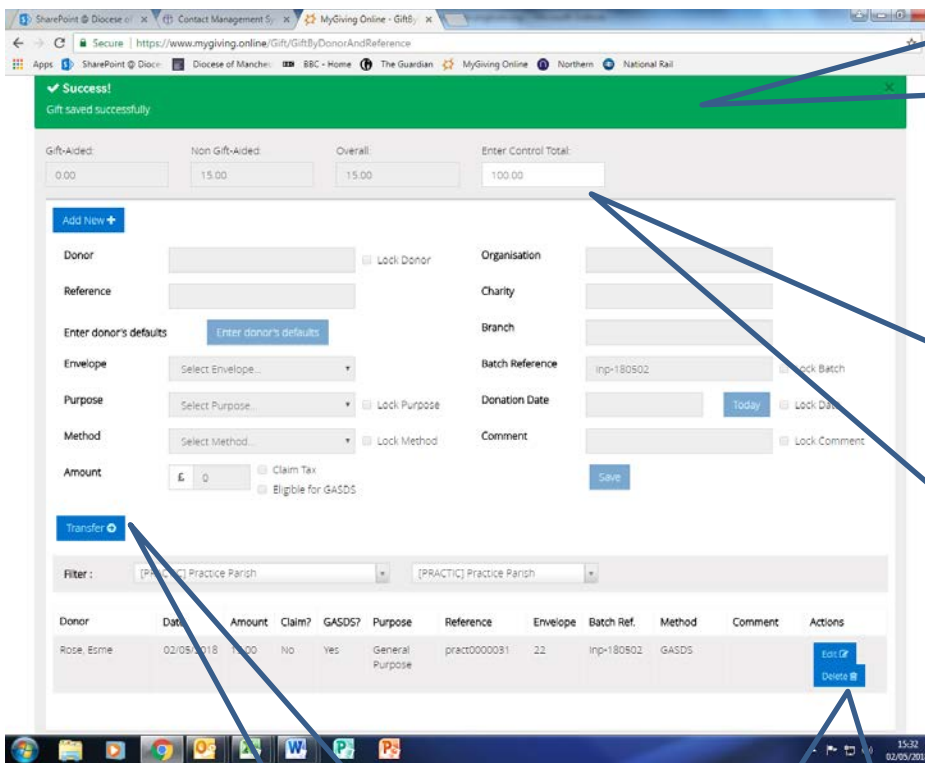 SharePoint @ Diocese of Contact Management Sy MyGiving Online - GiftBy
Secure https://www.mygiving.online/Gift/GiftByDonorAndReference
Apps SharePoint @ Dioce Diocese of Manches BBC - Home The Guardian MyGiving Online Northern National Rail
Success!
Gift saved successfully
Gift-Aided: Non Gift-Aided: Overall: Enter Control Total:
0.00 15.00 15.00 100.00
Add New
Donor Lock Donor Organisation
Reference Charity
Enter donor's defaults Enter donor's defaults Branch
Envelope Select Envelope... Batch Reference inp-180502 Lock Batch
Purpose Select Purpose... Lock Purpose Donation Date Today Lock Date
Method Select Method... Lock Method Comment Lock Comment
Amount £ 0 Claim Tax
Eligible for GASDS Save
Transfer
Filter : [PRACTIC] Practice Parish [PRACTIC] Practice Parish
Donor Date Amount Claim? GASDS? Purpose Reference Envelope Batch Ref. Method Comment Actions
Rose, Esme 02/05/2018 15.00 No Yes General pract0000031 22 inp-180502 GASDS Edit
Purpose Delete
15:32
02/05/201